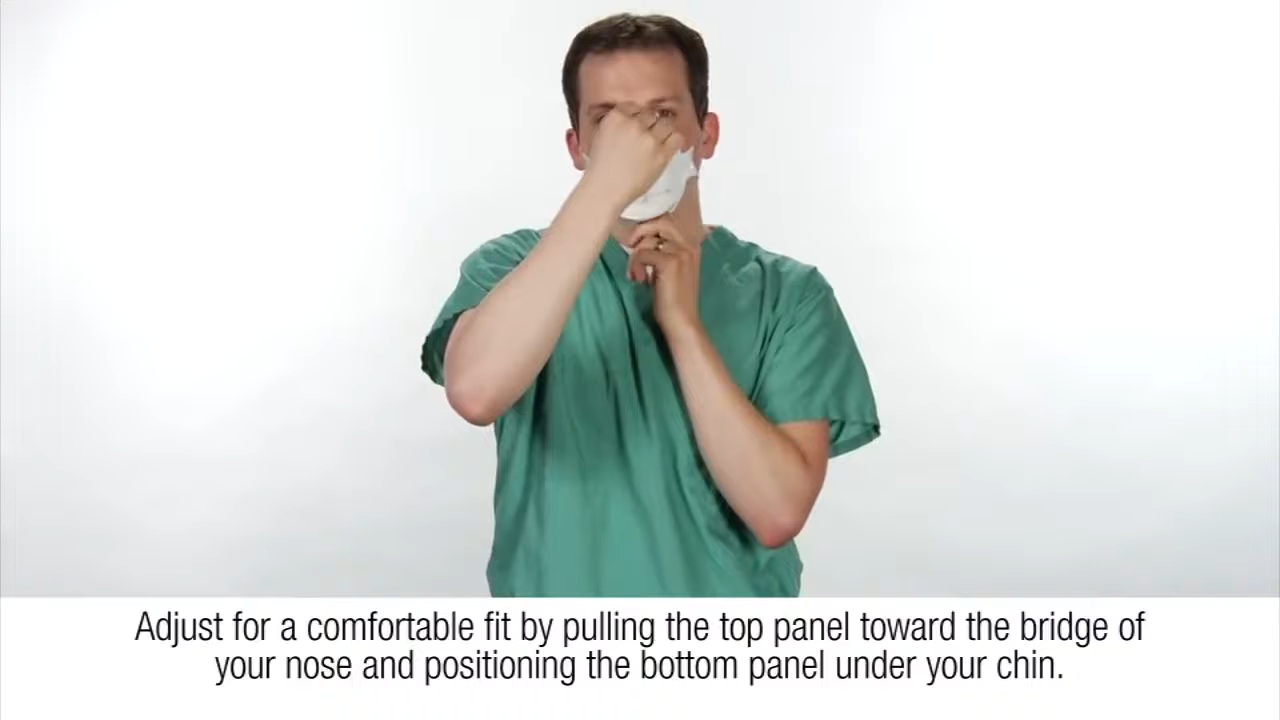 Adjust for a comfortable fit by pulling the top panel toward the bridge of
your nose and positioning the bottom panel under your chin.